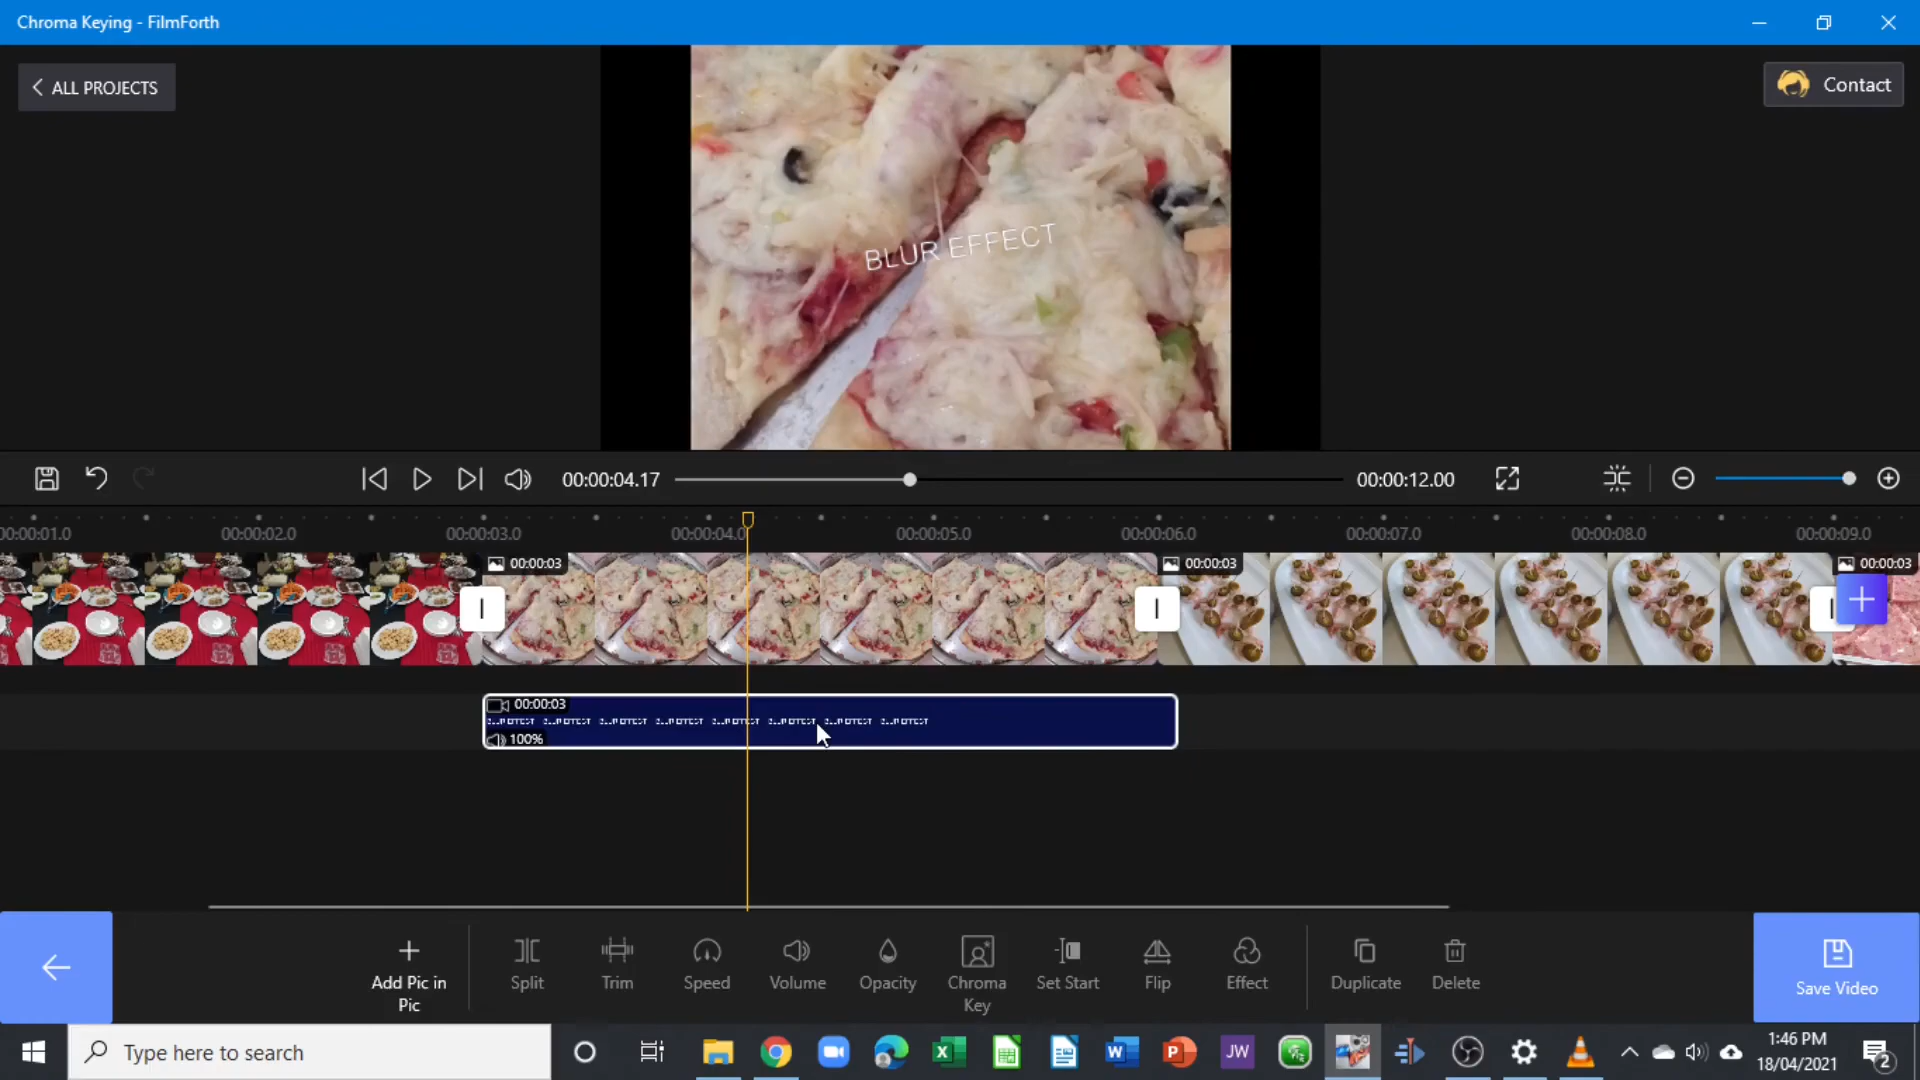 Chroma Keying - FilmForth
ALL PROJECTS
Contact
BLUR EFFECT
00:00:04.17
00:00:12.00
00:00:01.0 00:00:02.0 00:00:03.0 00:00:04.0 00:00:05.0 00:00:06.0 00:00:07.0 00:00:08.0 00:00:09.0
00:00:03 00:00:03 00:00:03
00:00:03
100%
Add Pic in Pic
Split
Trim
Speed
Volume
Opacity
Chroma Key
Set Start
Flip
Effect
Duplicate
Delete
Save Video
Type here to search
JW
1:46 PM
18/04/2021
2